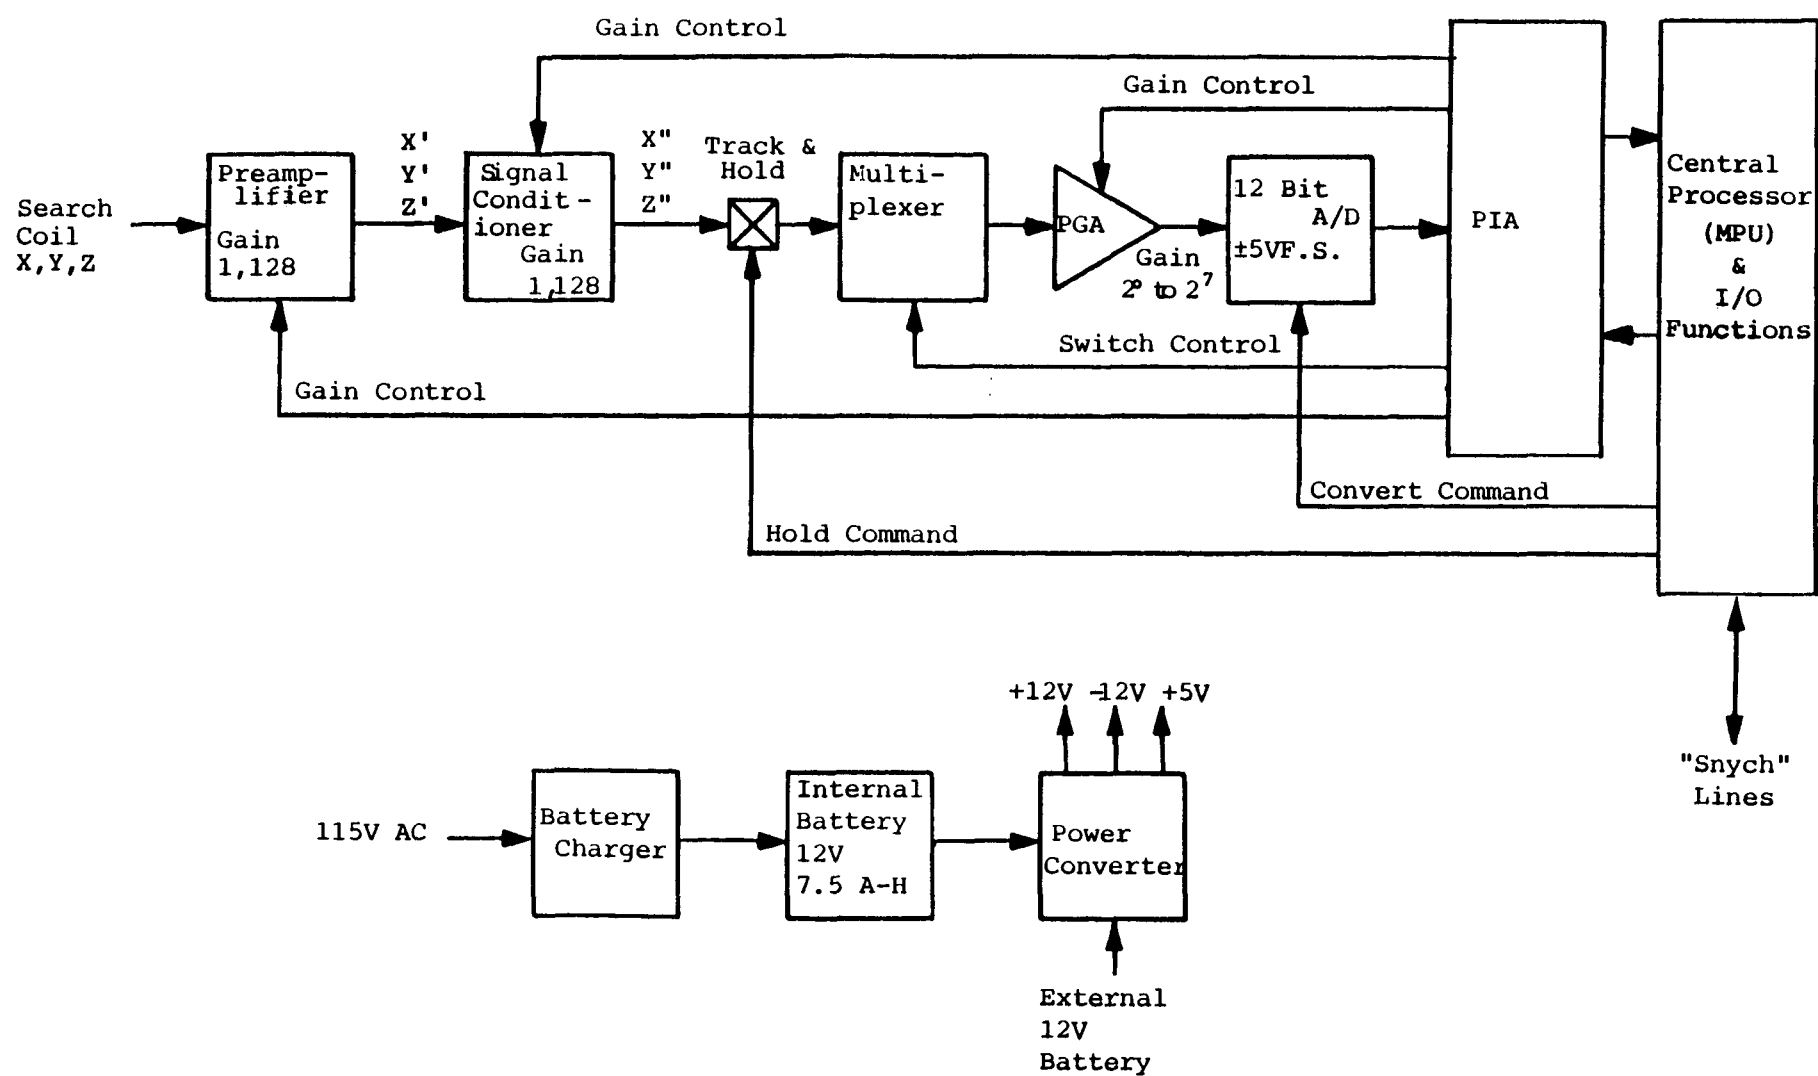 Gain Control
Gain Control
Search
Coil
X,Y,Z
Preamp-
lifier
Gain
1,128
X'
Y'
Z'
Signal
Condit-
ioner
Gain
1,128
X"
Y"
Z"
Track &
Hold
Multi-
plexer
PGA
Gain
2° to 2⁷
12 Bit
A/D
±5VF.S.
PIA
Central
Processor
(MPU)
&
I/O
Functions
Switch Control
Gain Control
Convert Command
Hold Command
"Snych"
Lines
+12V -12V +5V
115V AC
Battery
Charger
Internal
Battery
12V
7.5 A-H
Power
Converter
External
12V
Battery